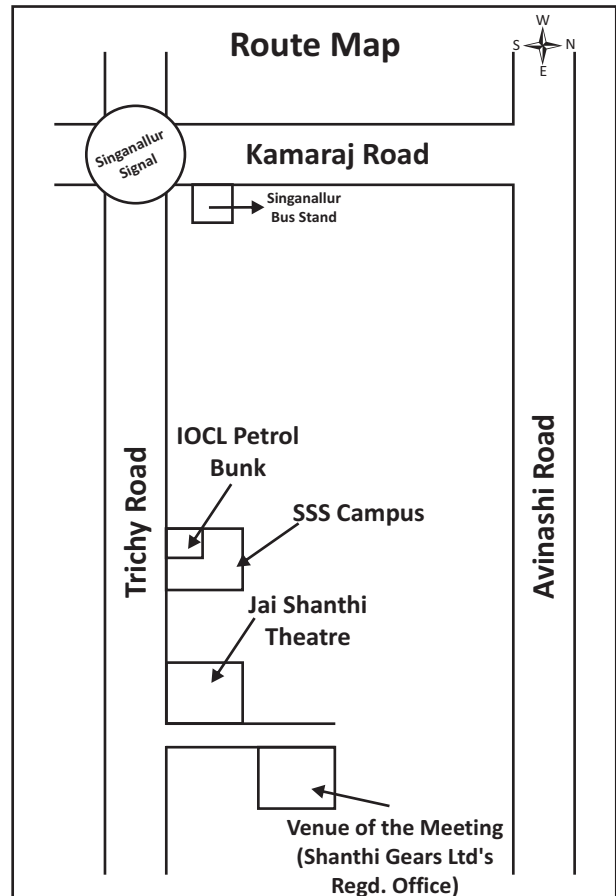 Route Map
W
S
N
E
Singanallur
Signal
Kamaraj Road
Singanallur
Bus Stand
IOCL Petrol
Bunk
SSS Campus
Trichy Road
Avinashi Road
Jai Shanthi
Theatre
Venue of the Meeting
(Shanthi Gears Ltd's
Regd. Office)